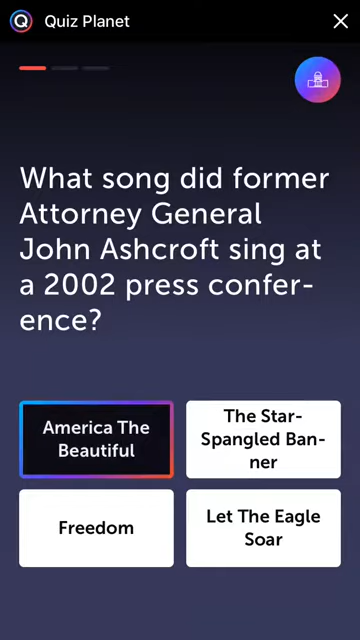 Quiz Planet
What song did former
Attorney General
John Ashcroft sing at
a 2002 press confer-
ence?
America The
Beautiful
The Star-
Spangled Ban-
ner
Freedom
Let The Eagle
Soar